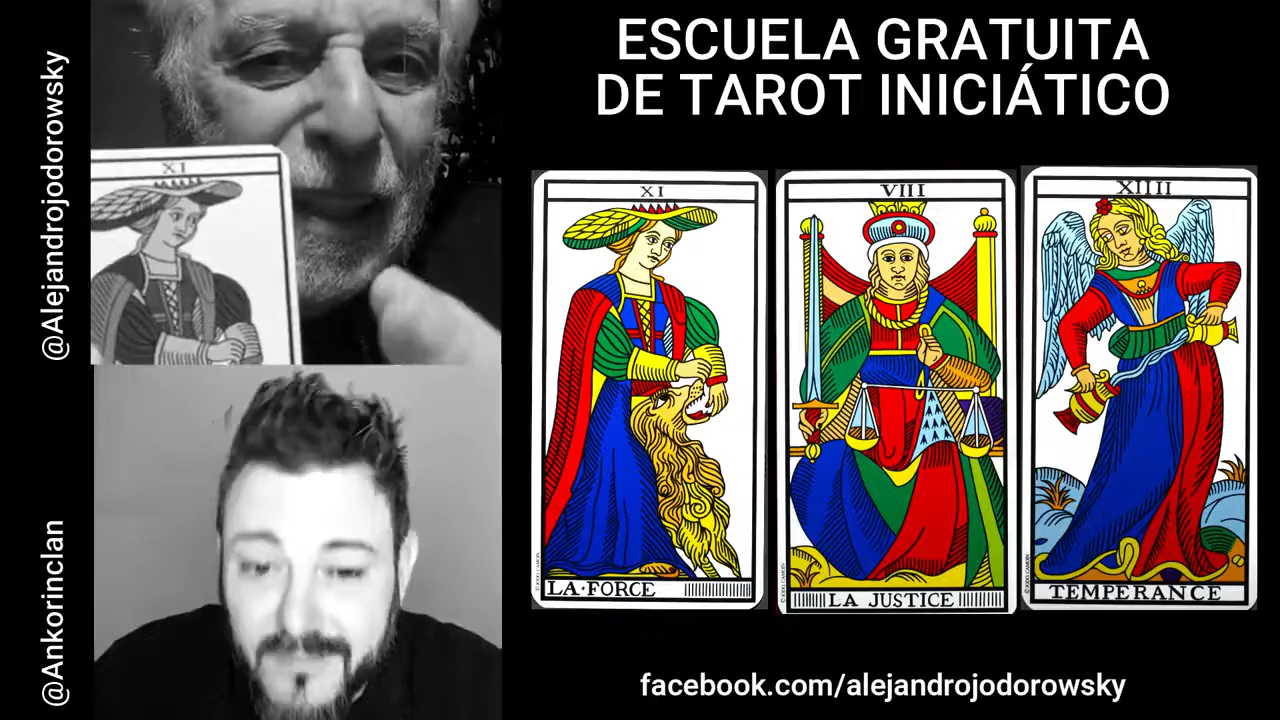 ESCUELA GRATUITA
DE TAROT INICIÁTICO
@Alejandrojodorowsky
XI
XI
LA·FORCE
VIII
LA JUSTICE
XIIII
TEMPERANCE
@Ankorinclan
facebook.com/alejandrojodorowsky